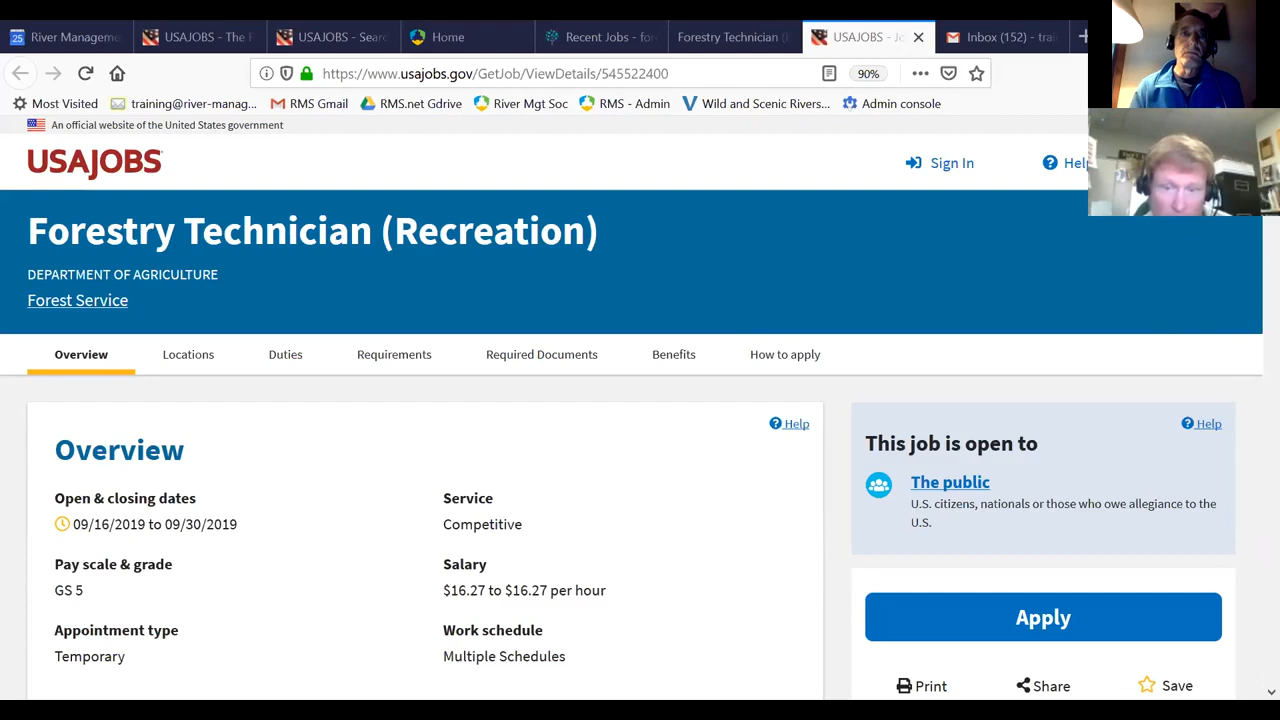 25 River Manageme
USAJOBS - The F
USAJOBS - Searc
Home
Recent Jobs - for
Forestry Technician (
USAJOBS - Jo
Inbox (152) - trai
https://www.usajobs.gov/GetJob/ViewDetails/545522400
90%
Most Visited
training@river-manag...
RMS Gmail
RMS.net Gdrive
River Mgt Soc
RMS - Admin
Wild and Scenic Rivers...
Admin console
An official website of the United States government
USAJOBS
Sign In
Help
Forestry Technician (Recreation)
DEPARTMENT OF AGRICULTURE
Forest Service
Overview
Locations
Duties
Requirements
Required Documents
Benefits
How to apply
Help
Overview
Open & closing dates
09/16/2019 to 09/30/2019
Service
Competitive
Pay scale & grade
GS 5
Salary
$16.27 to $16.27 per hour
Appointment type
Temporary
Work schedule
Multiple Schedules
Help
This job is open to
The public
U.S. citizens, nationals or those who owe allegiance to the
U.S.
Apply
Print
Share
Save